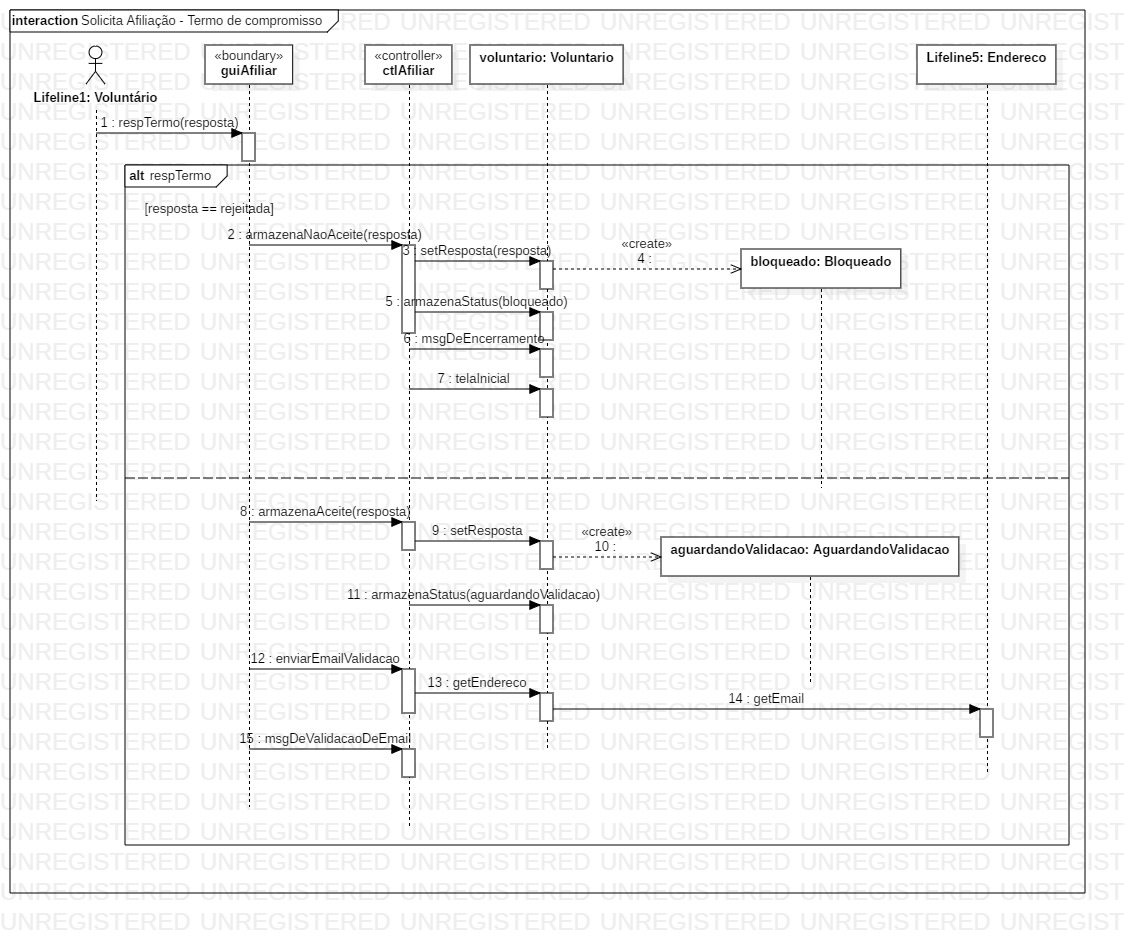 interaction Solicita Afiliação - Termo de compromisso
«boundary»
guiAfiliar
«controller»
ctlAfiliar
voluntario: Voluntario
Lifeline5: Endereco
Lifeline1: Voluntário
1 : respTermo(resposta)
alt respTermo
[resposta == rejeitada]
2 : armazenaNaoAceite(resposta)
3 : setResposta(resposta)
«create»
4 :
bloqueado: Bloqueado
5 : armazenaStatus(bloqueado)
6 : msgDeEncerramento
7 : telaInicial
8 : armazenaAceite(resposta)
9 : setResposta
«create»
10 :
aguardandoValidacao: AguardandoValidacao
11 : armazenaStatus(aguardandoValidacao)
12 : enviarEmailValidacao
13 : getEndereco
14 : getEmail
15 : msgDeValidacaoDeEmail
UNREGISTERED UNREGISTERED UNREGISTERED UNREGISTERED UNREGISTERED UNREGIST